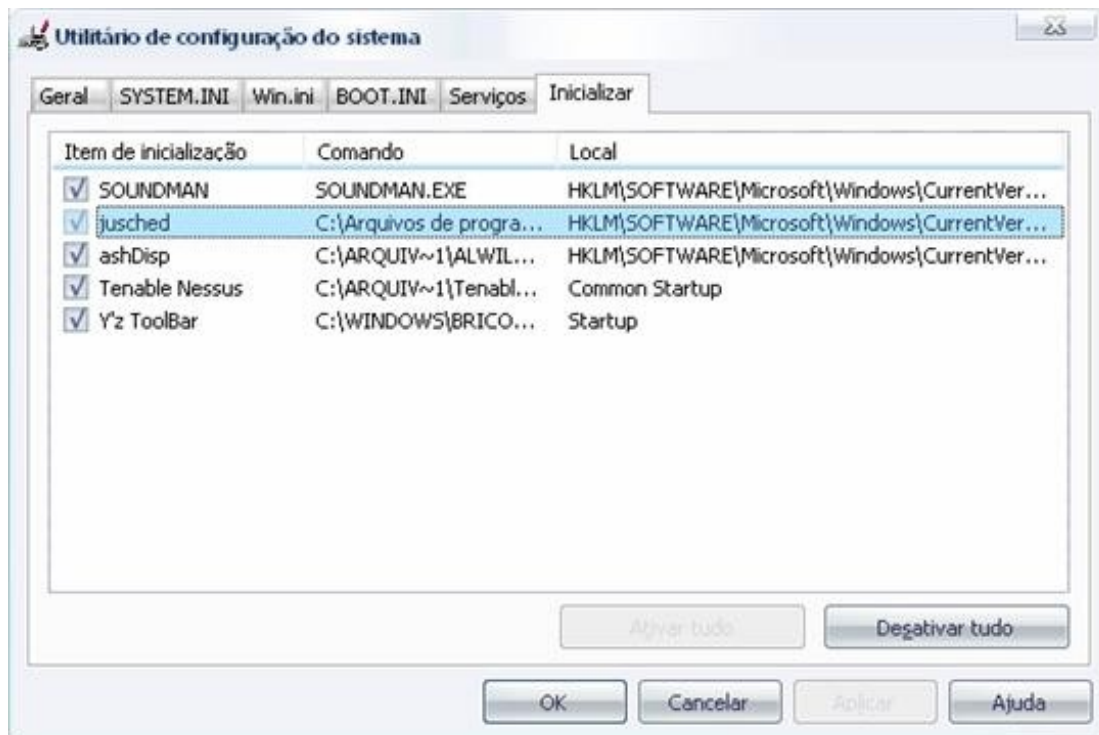 Utilitário de configuração do sistema
Geral SYSTEM.INI Win.ini BOOT.INI Serviços Inicializar
Item de inicialização Comando Local
SOUNDMAN SOUNDMAN.EXE HKLM\SOFTWARE\Microsoft\Windows\CurrentVer...
jusched C:\Arquivos de progra... HKLM\SOFTWARE\Microsoft\Windows\CurrentVer...
ashDisp C:\ARQUIV~1\ALWIL... HKLM\SOFTWARE\Microsoft\Windows\CurrentVer...
Tenable Nessus C:\ARQUIV~1\Tenabl... Common Startup
Y'z ToolBar C:\WINDOWS\BRICO... Startup
Ativar tudo Desativar tudo
OK Cancelar Aplicar Ajuda